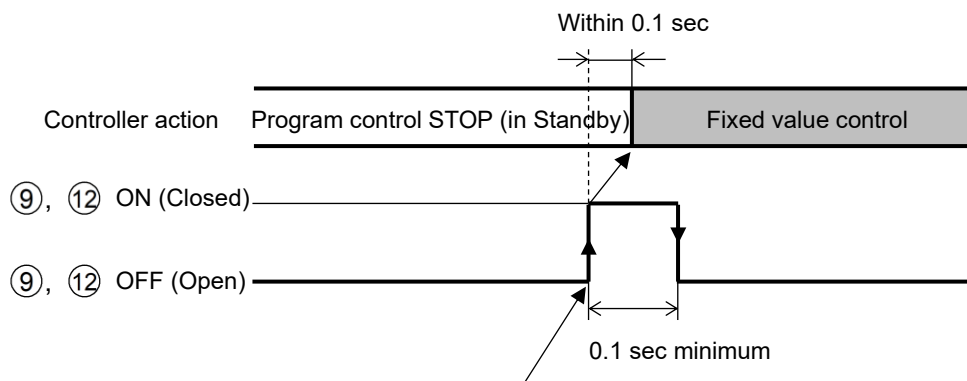 Within 0.1 sec
Controller action Program control STOP (in Standby) Fixed value control
⑨, ⑫ ON (Closed)
⑨, ⑫ OFF (Open)
0.1 sec minimum